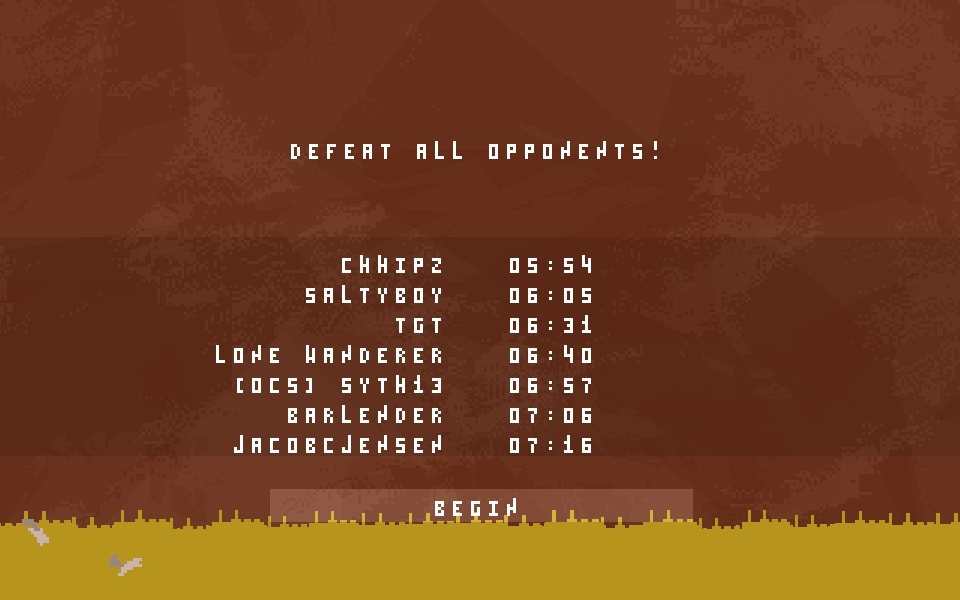 DEFEAT ALL OPPONENTS!
CHHIPZ 05:54
SALTYBOY 06:05
TGT 06:31
LONE WANDERER 06:40
[OCS] SYTH13 06:57
BARLENDER 07:06
JACOBCJENSEN 07:16
BEGIN